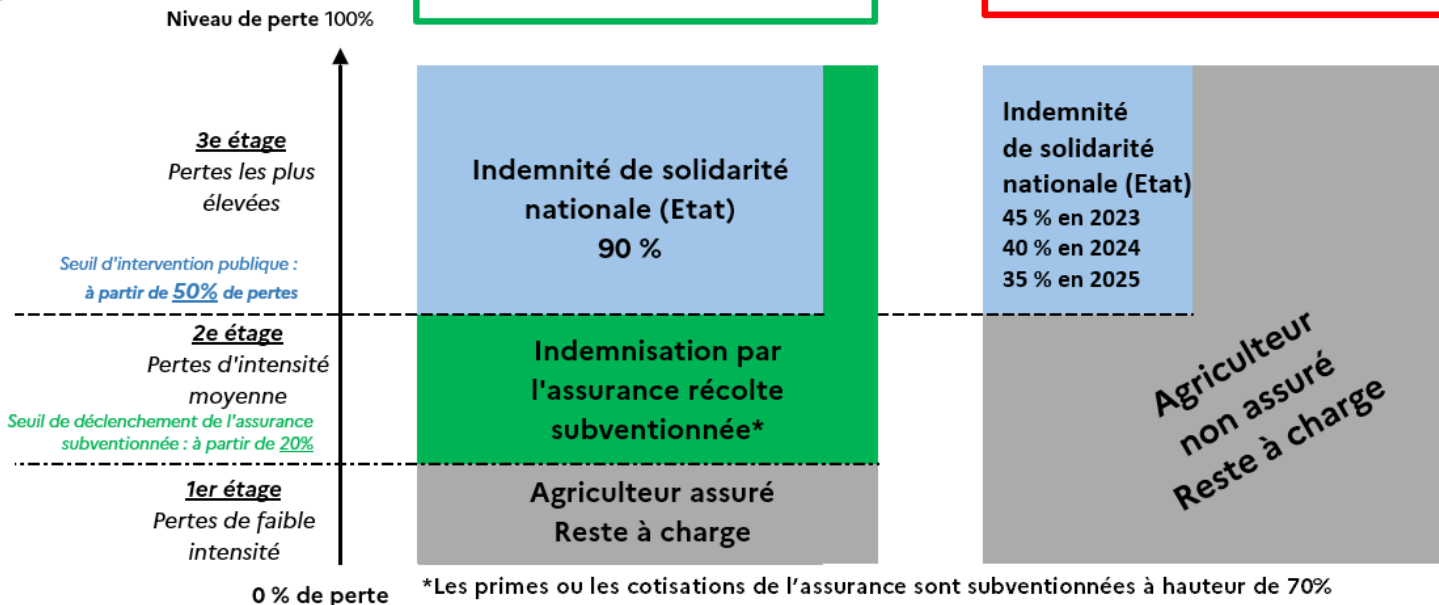 Niveau de perte 100%
3e étage
Pertes les plus
élevées
Seuil d'intervention publique :
à partir de 50% de pertes
2e étage
Pertes d'intensité
moyenne
Seuil de déclenchement de l'assurance
subventionnée : à partir de 20%
1er étage
Pertes de faible
intensité
0 % de perte
Indemnité de solidarité
nationale (Etat)
90 %
Indemnisation par
l'assurance récolte
subventionnée*
Agriculteur assuré
Reste à charge
Indemnité
de solidarité
nationale (Etat)
45 % en 2023
40 % en 2024
35 % en 2025
Agriculteur
non assuré
Reste à charge
*Les primes ou les cotisations de l’assurance sont subventionnées à hauteur de 70%